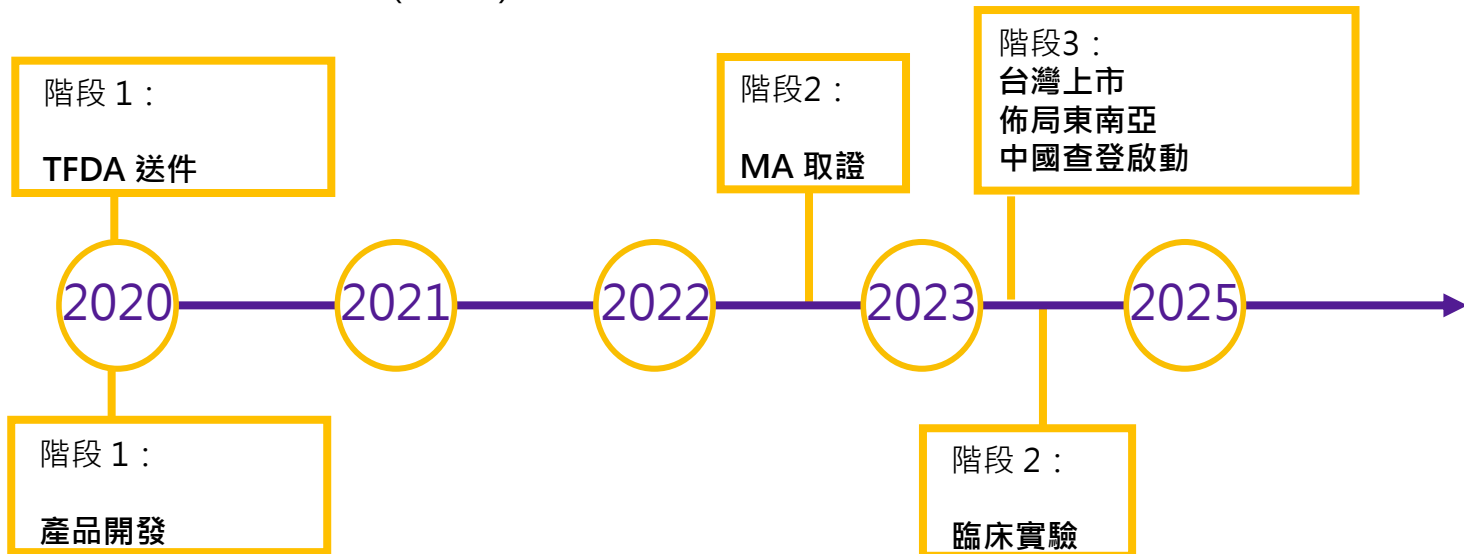 階段3：
台灣上市
佈局東南亞
中國查登啟動
階段 1：
TFDA 送件
階段2：
MA 取證
2020
2021
2022
2023
2025
階段 1：
產品開發
階段 2：
臨床實驗